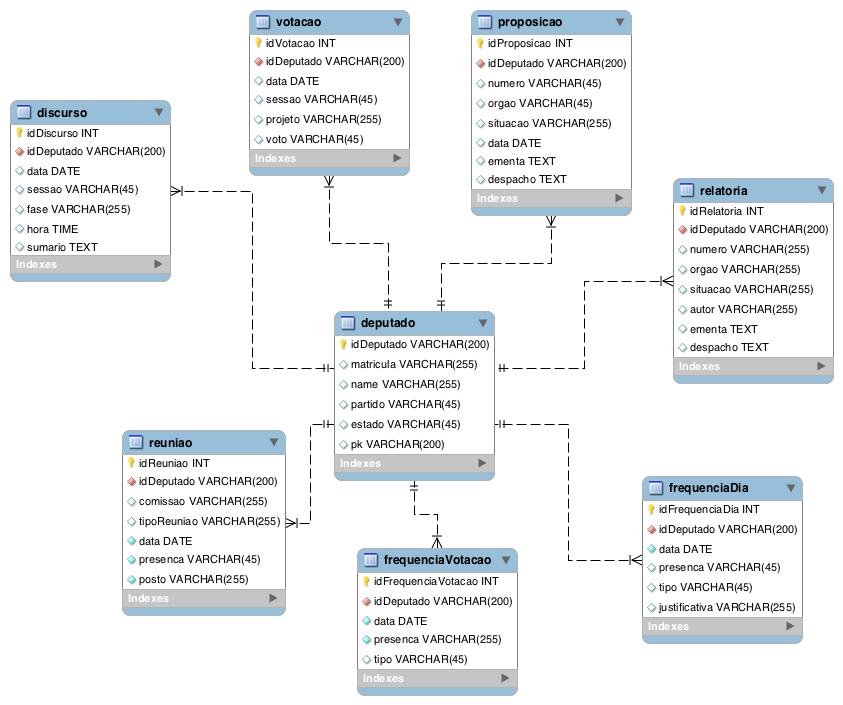 votacao
idVotacao INT
idDeputado VARCHAR(200)
data DATE
sessao VARCHAR(45)
projeto VARCHAR(255)
voto VARCHAR(45)
Indexes
proposicao
idProposicao INT
idDeputado VARCHAR(200)
numero VARCHAR(45)
orgao VARCHAR(45)
situacao VARCHAR(255)
data DATE
ementa TEXT
despacho TEXT
Indexes
discurso
idDiscurso INT
idDeputado VARCHAR(200)
data DATE
sessao VARCHAR(45)
fase VARCHAR(255)
hora TIME
sumario TEXT
Indexes
relatoria
idRelatoria INT
idDeputado VARCHAR(200)
numero VARCHAR(255)
orgao VARCHAR(255)
situacao VARCHAR(255)
autor VARCHAR(255)
ementa TEXT
despacho TEXT
Indexes
deputado
idDeputado VARCHAR(200)
matricula VARCHAR(255)
name VARCHAR(255)
partido VARCHAR(45)
estado VARCHAR(45)
pk VARCHAR(200)
Indexes
reuniao
idReuniao INT
idDeputado VARCHAR(200)
comissao VARCHAR(255)
tipoReuniao VARCHAR(255)
data DATE
presenca VARCHAR(45)
posto VARCHAR(255)
Indexes
frequenciaVotacao
idFrequenciaVotacao INT
idDeputado VARCHAR(200)
data DATE
presenca VARCHAR(255)
tipo VARCHAR(45)
Indexes
frequenciaDia
idFrequenciaDia INT
idDeputado VARCHAR(200)
data DATE
presenca VARCHAR(45)
tipo VARCHAR(45)
justificativa VARCHAR(255)
Indexes